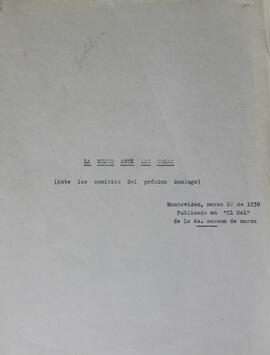 LA MUJER ANTE LAS URNAS
(Ante los comicios del próximo domingo)
Montevideo, marzo 22 de 1938
Publicado en "El Sol"
de la 4a. semana de marzo